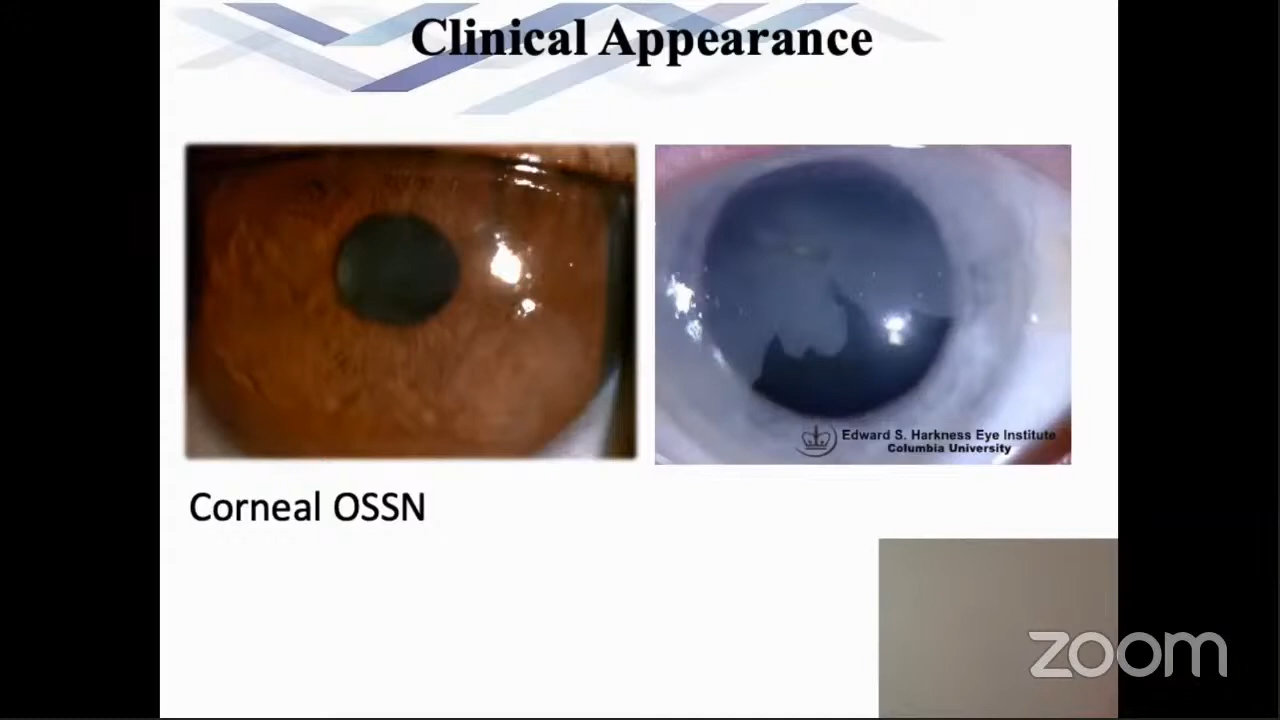 Clinical Appearance
Edward S. Harkness Eye Institute
Columbia University
Corneal OSSN
zoom